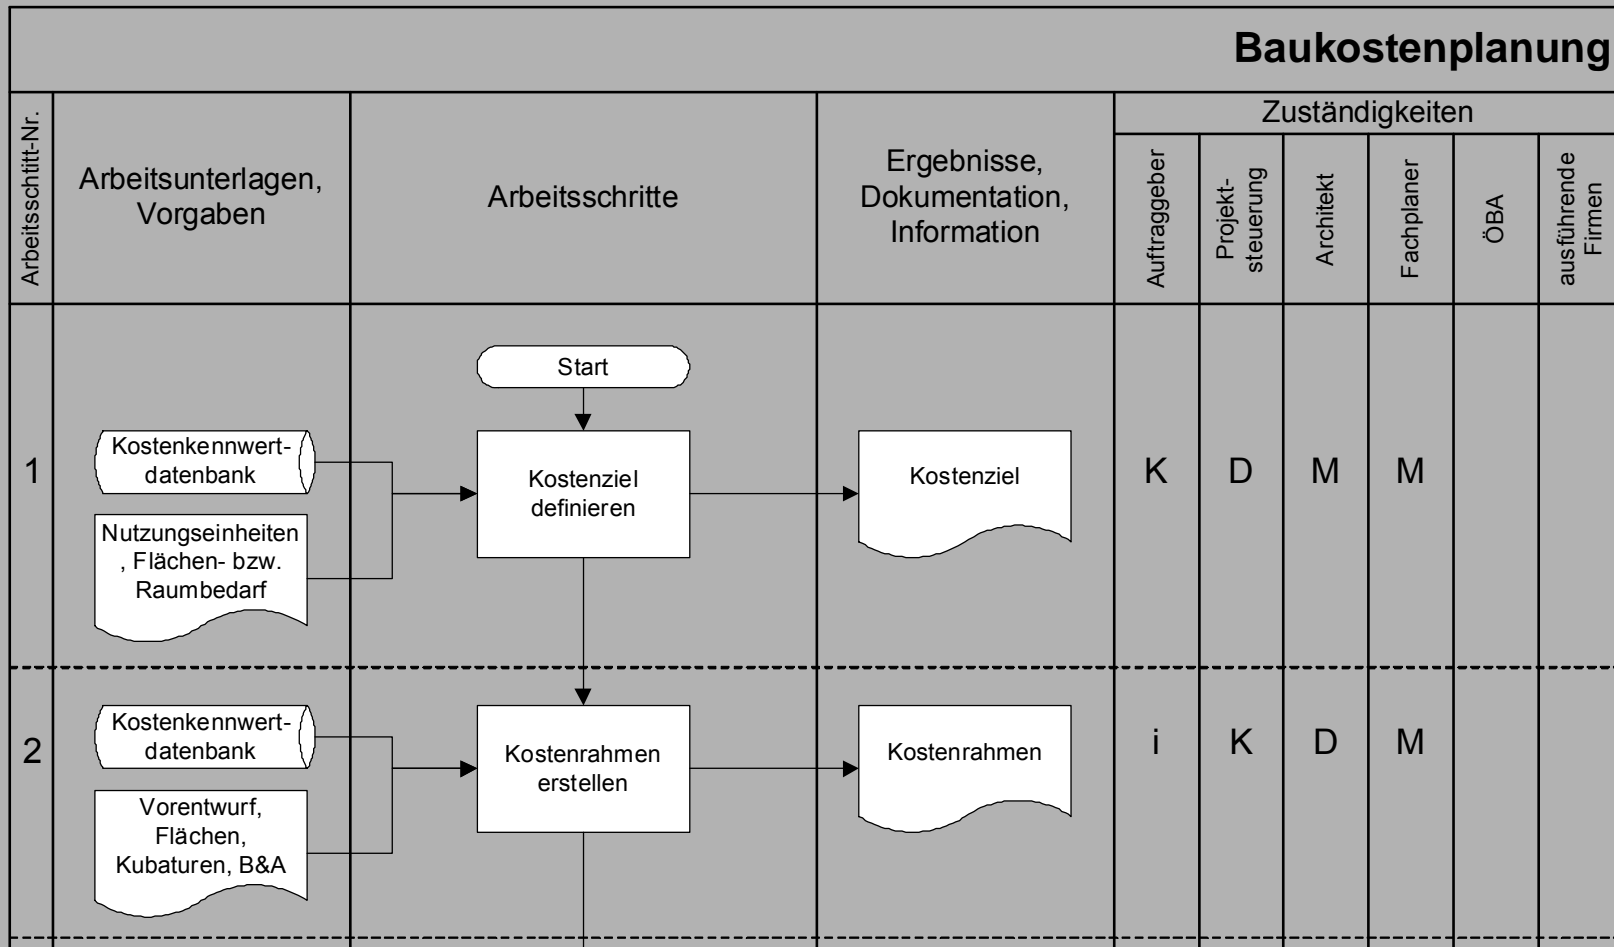 Baukostenplanung
Arbeitsschtitt-Nr.
Arbeitsunterlagen,
Vorgaben
Arbeitsschritte
Ergebnisse,
Dokumentation,
Information
Zuständigkeiten
Auftraggeber
Projekt-
steuerung
Architekt
Fachplaner
ÖBA
ausführende
Firmen
Start
1
Kostenkennwert-
datenbank
Nutzungseinheiten
, Flächen- bzw.
Raumbedarf
Kostenziel
definieren
Kostenziel
K D M M
2
Kostenkennwert-
datenbank
Vorentwurf,
Flächen,
Kubaturen, B&A
Kostenrahmen
erstellen
Kostenrahmen
i K D M